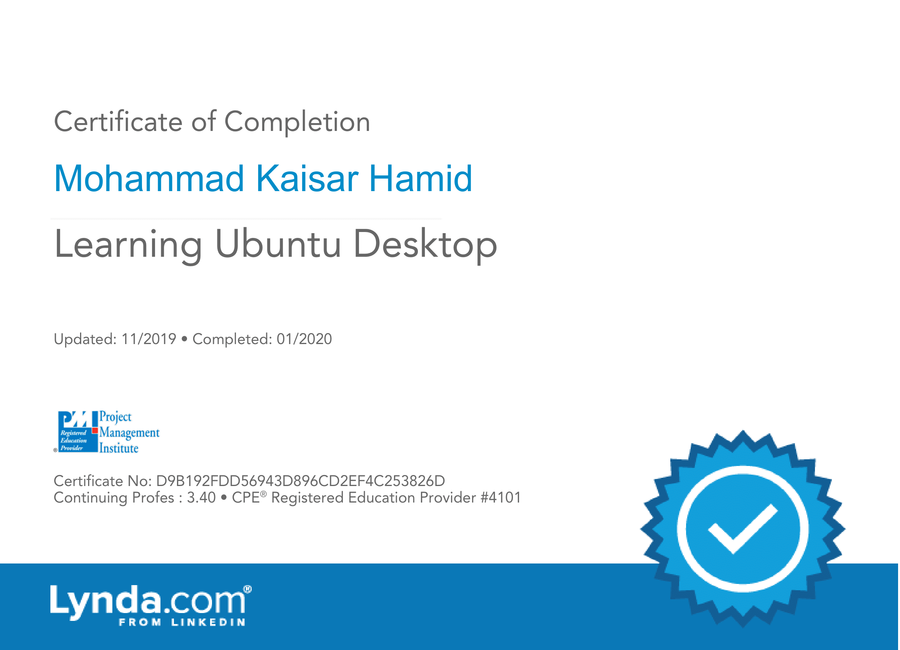 Certificate of Completion
Mohammad Kaisar Hamid
Learning Ubuntu Desktop
Updated: 11/2019 • Completed: 01/2020
PM
Registered
Education
Provider
Project
Management
Institute
®
Certificate No: D9B192FDD56943D896CD2EF4C253826D
Continuing Profes : 3.40 • CPE® Registered Education Provider #4101
Lynda.com®
FROM LINKEDIN